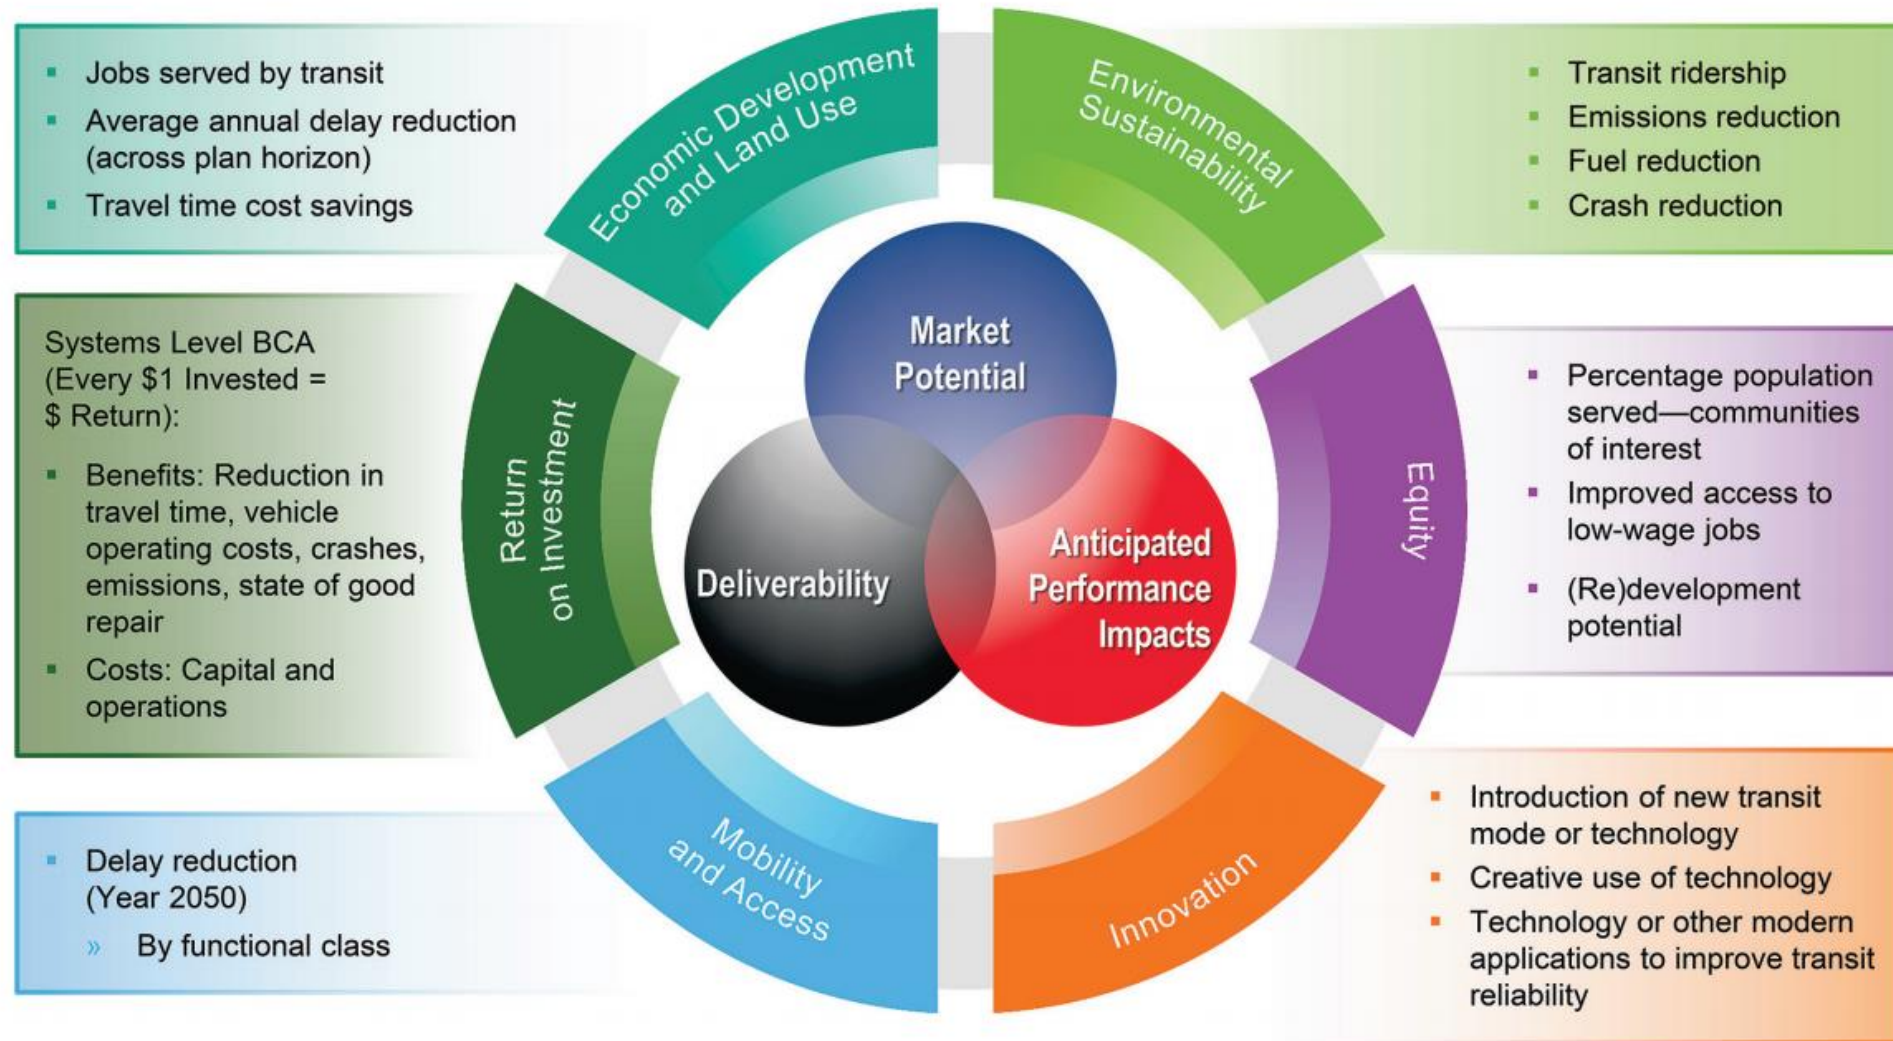 Jobs served by transit
Average annual delay reduction
(across plan horizon)
Travel time cost savings
Economic Development
and Land Use
Environmental
Sustainability
Transit ridership
Emissions reduction
Fuel reduction
Crash reduction
Systems Level BCA
(Every $1 Invested =
$ Return):
Benefits: Reduction in
travel time, vehicle
operating costs, crashes,
emissions, state of good
repair
Costs: Capital and
operations
Return
on Investment
Market
Potential
Deliverability
Anticipated
Performance
Impacts
Equity
Percentage population
served—communities
of interest
Improved access to
low-wage jobs
(Re)development
potential
Delay reduction
(Year 2050)
» By functional class
Mobility
and Access
Innovation
Introduction of new transit
mode or technology
Creative use of technology
Technology or other modern
applications to improve transit
reliability